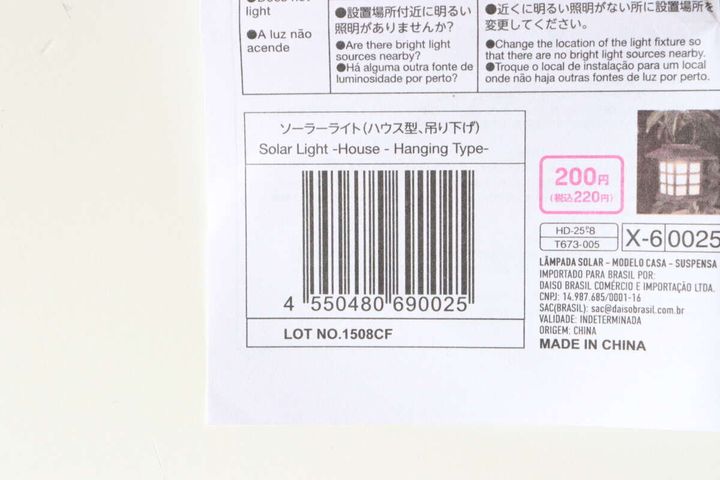 light
●A luz não
acende
●設置場所付近に明るい
照明がありませんか?
●Are there bright light
sources nearby?
●Há alguma outra fonte de
luminosidade por perto?
●近くに明るい照明がない所に設置場所を
変更してください。
●Change the location of the light fixture so
that there are no bright light sources nearby.
●Troque o local de instalação para um local
onde não haja outras fontes de luz por perto.
ソーラーライト(ハウス型、吊り下げ)
Solar Light -House - Hanging Type-
4 550480 690025
LOT NO.1508CF
200円
(税込220円)
HD-25º8
T673-005
X-6 0025
LÂMPADA SOLAR – MODELO CASA – SUSPENSA
IMPORTADO PARA BRASIL POR:
DAISO BRASIL COMÉRCIO E IMPORTAÇÃO LTDA.
CNPJ: 14.987.685/0001-16
SAC(BRASIL): sac@daisobrasil.com.br
VALIDADE: INDETERMINADA
ORIGEM: CHINA
MADE IN CHINA